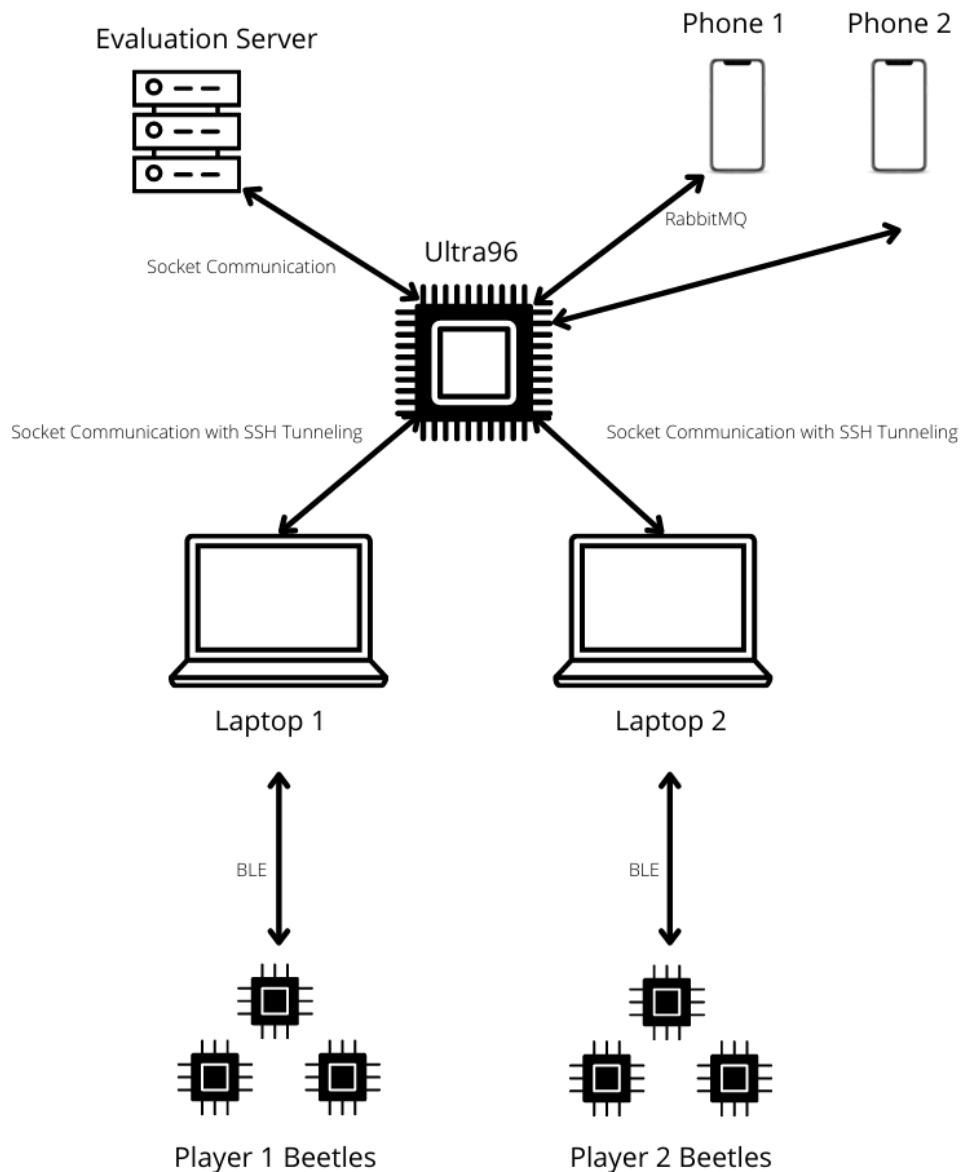 Evaluation Server
Phone 1
Phone 2
RabbitMQ
Ultra96
Socket Communication
Socket Communication with SSH Tunneling
Socket Communication with SSH Tunneling
Laptop 1
Laptop 2
BLE
BLE
Player 1 Beetles
Player 2 Beetles